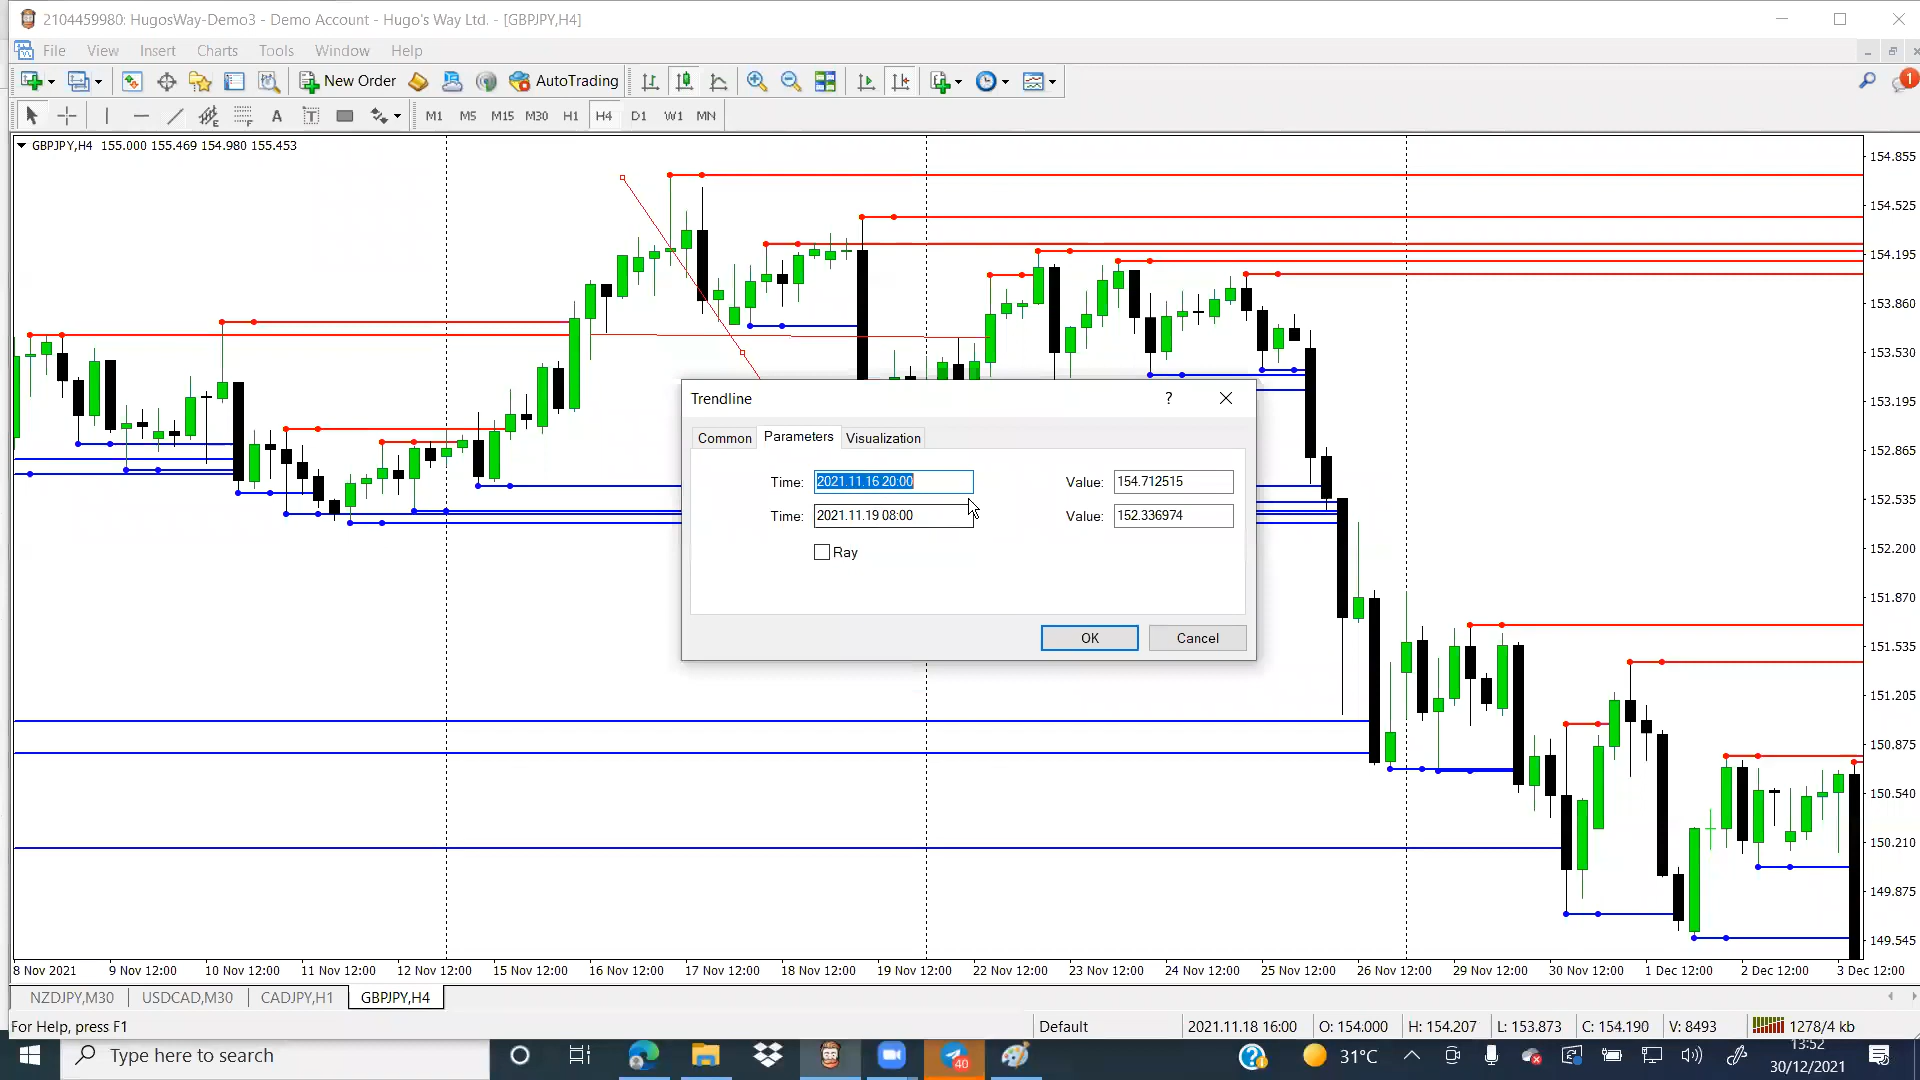 2104459980: HugosWay-Demo3 - Demo Account - Hugo's Way Ltd. - [GBPJPY,H4]
File View Insert Charts Tools Window Help
New Order AutoTrading 1
E F A T M1 M5 M15 M30 H1 H4 D1 W1 MN
GBPJPY,H4 155.000 155.469 154.980 155.453
154.855
154.525
154.195
153.860
153.530
153.195
152.865
152.535
152.200
151.870
151.535
151.205
150.875
150.540
150.210
149.875
149.545
Trendline ?
Common Parameters Visualization
Time: 2021.11.16 20:00 Value: 154.712515
Time: 2021.11.19 08:00 Value: 152.336974
Ray
OK Cancel
8 Nov 2021 9 Nov 12:00 10 Nov 12:00 11 Nov 12:00 12 Nov 12:00 15 Nov 12:00 16 Nov 12:00 17 Nov 12:00 18 Nov 12:00 19 Nov 12:00 22 Nov 12:00 23 Nov 12:00 24 Nov 12:00 25 Nov 12:00 26 Nov 12:00 29 Nov 12:00 30 Nov 12:00 1 Dec 12:00 2 Dec 12:00 3 Dec 12:00
NZDJPY,M30 USDCAD,M30 CADJPY,H1 GBPJPY,H4
For Help, press F1 Default 2021.11.18 16:00 O: 154.000 H: 154.207 L: 153.873 C: 154.190 V: 8493 1278/4 kb
Type here to search 40 31°C 13:52
30/12/2021